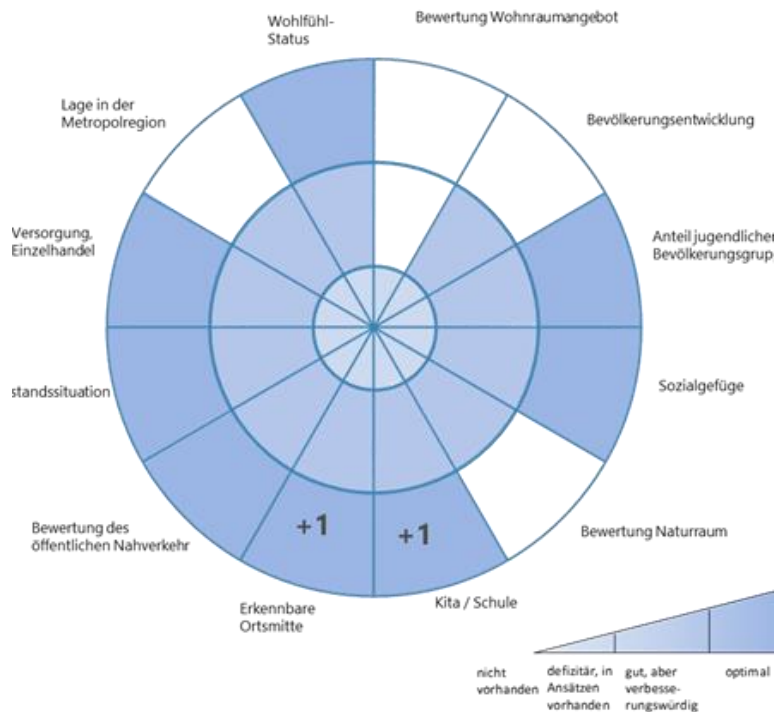 Wohlfühl-
Status
Bewertung Wohnraumangebot
Lage in der
Metropolregion
Bevölkerungsentwicklung
Versorgung,
Einzelhandel
Anteil jugendlicher
Bevölkerungsgrupp
standssituation
Sozialgefüge
+1
+1
Bewertung des
öffentlichen Nahverkehr
Bewertung Naturraum
Erkennbare
Ortsmitte
Kita / Schule
nicht
vorhanden
defizitär, in
Ansätzen
vorhanden
gut, aber
verbesse-
rungswürdig
optimal